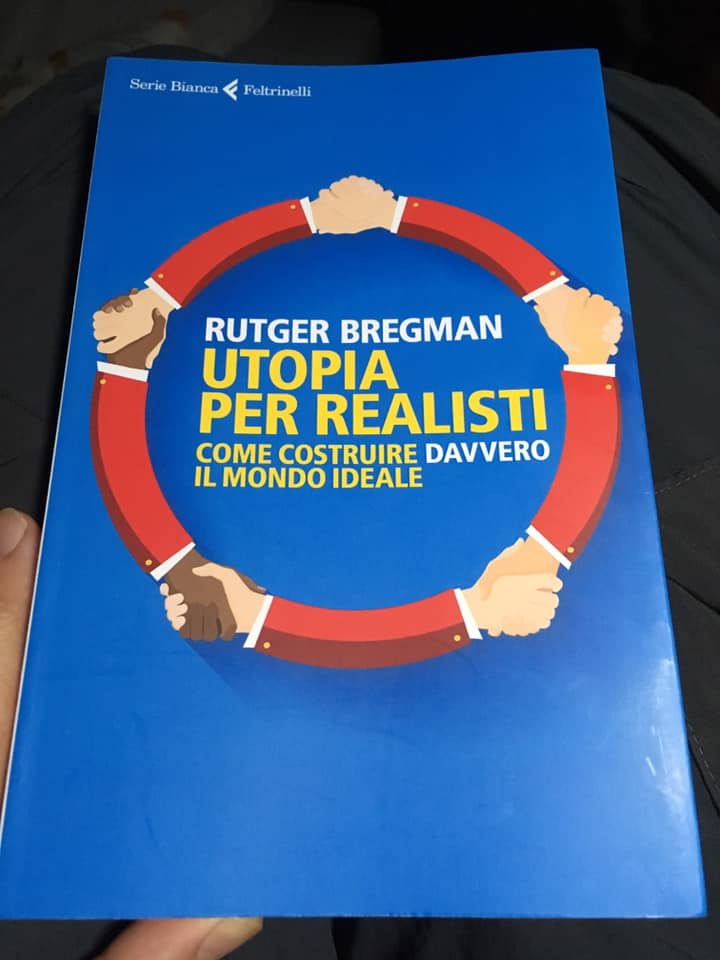 Serie Bianca Feltrinelli
RUTGER BREGMAN
UTOPIA
PER REALISTI
COME COSTRUIRE DAVVERO
IL MONDO IDEALE